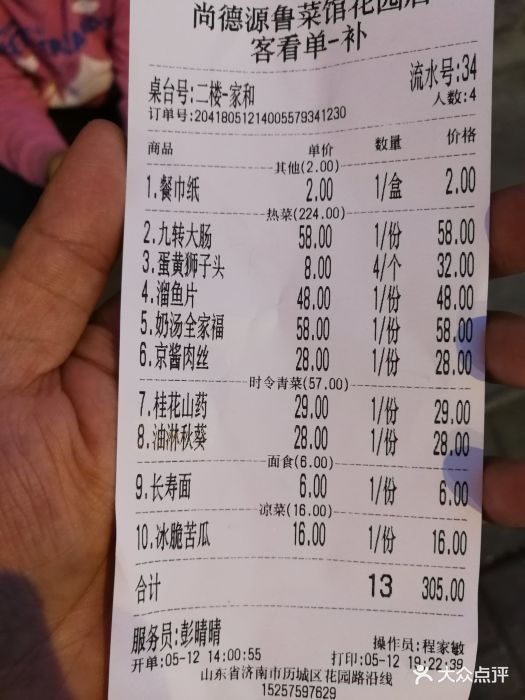 尚德源鲁菜馆花园店
客看单-补
桌台号:二楼-家和 流水号:34
订单号:20418051214005579341230 人数:4
商品 单价 数量 价格
其他(2.00)
1.餐巾纸 2.00 1/盒 2.00
热菜(224.00)
2.九转大肠 58.00 1/份 58.00
3.蛋黄狮子头 8.00 4/个 32.00
4.溜鱼片 48.00 1/份 48.00
5.奶汤全家福 58.00 1/份 58.00
6.京酱肉丝 28.00 1/份 28.00
时令青菜(57.00)
7.桂花山药 29.00 1/份 29.00
8.油淋秋葵 28.00 1/份 28.00
面食(6.00)
9.长寿面 6.00 1/份 6.00
凉菜(16.00)
10.冰脆苦瓜 16.00 1/份 16.00
合计 13 305.00
服务员:彭晴晴 操作员:程家敏
开单:05-12 14:00:55 打印:05-12 19:22:39
山东省济南市历城区花园路沿线
15257597629
大众点评